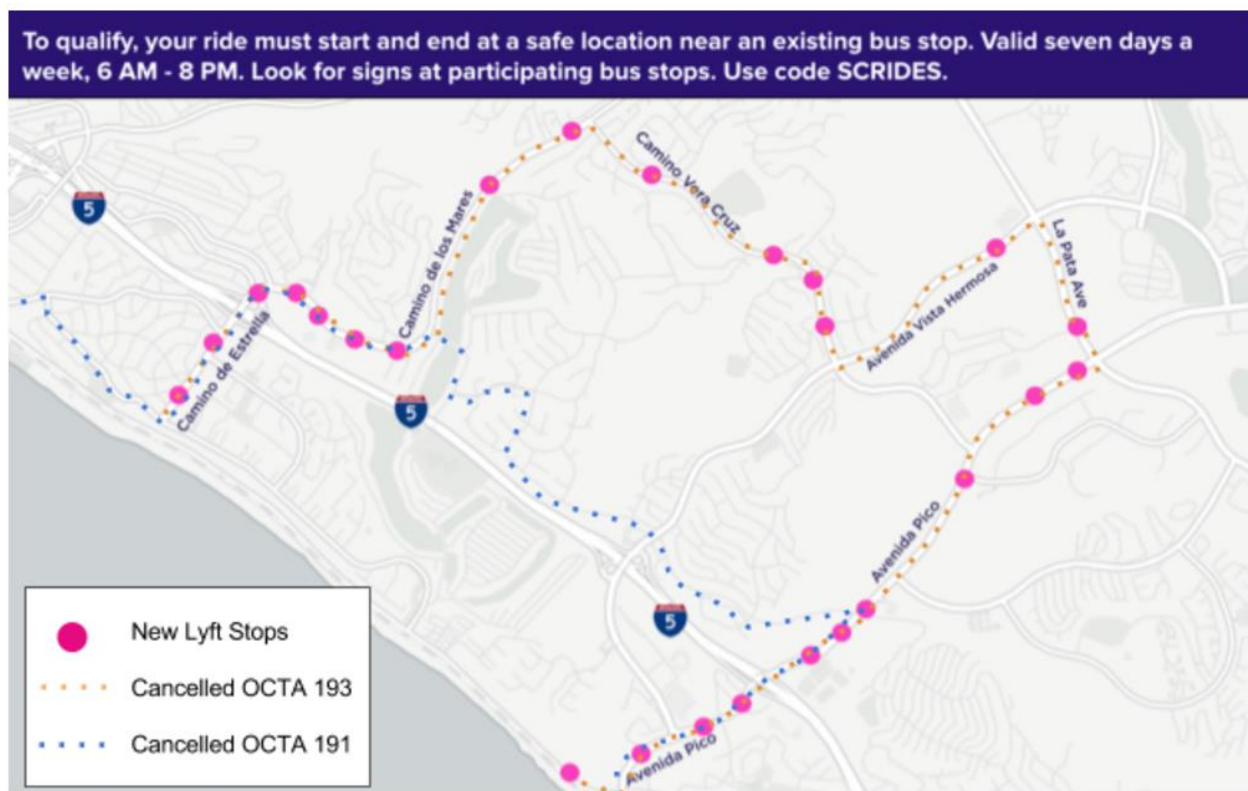 To qualify, your ride must start and end at a safe location near an existing bus stop. Valid seven days a
week, 6 AM - 8 PM. Look for signs at participating bus stops. Use code SCRIDES.
Camino Vera Cruz
5
Camino de los Mares
La Pata Ave
Avenida Vista Hermosa
Camino de Estrella
5
Avenida Pico
5
New Lyft Stops
Cancelled OCTA 193
Cancelled OCTA 191
Avenida Pico